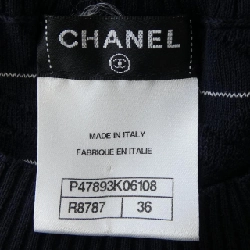 CHANEL
MADE IN ITALY
FABRIQUE EN ITALIE
P47893K06108
R8787 36